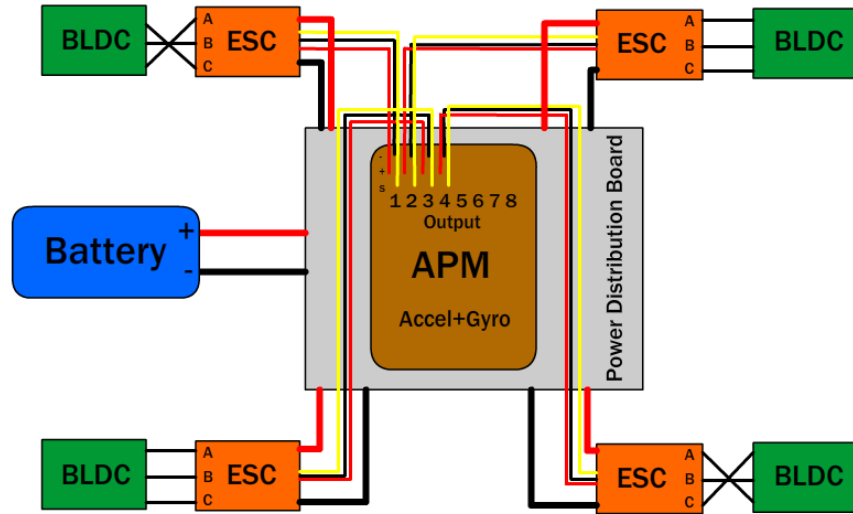 BLDC
A
B
C
ESC
ESC
A
B
C
BLDC
-
+
s
1 2 3 4 5 6 7 8
Output
APM
Accel+Gyro
Power Distribution Board
Battery
+
-
BLDC
A
B
C
ESC
ESC
A
B
C
BLDC